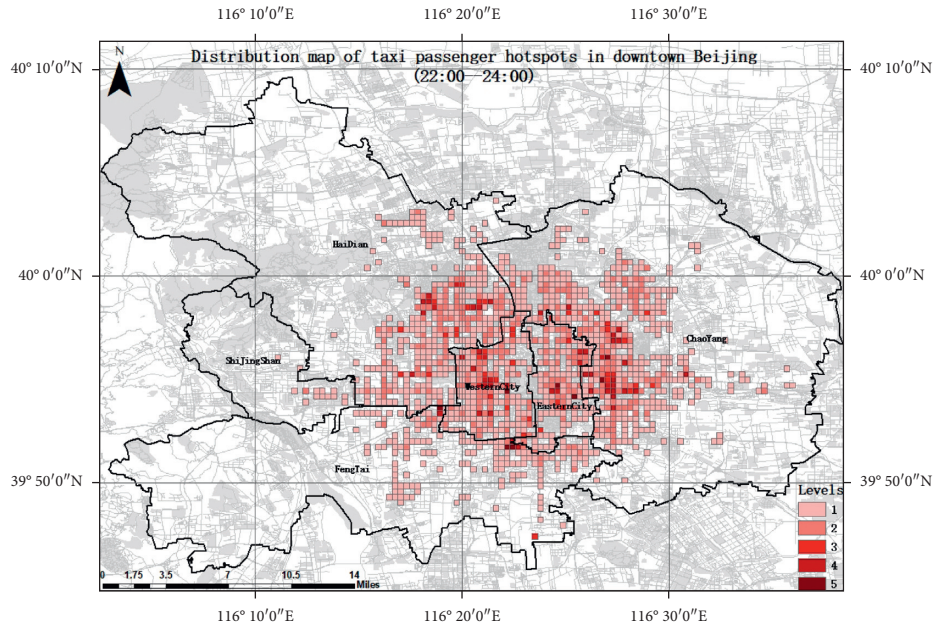 116° 10′0″E 116° 20′0″E 116° 30′0″E
N
Distribution map of taxi passenger hotspots in downtown Beijing
(22:00—24:00)
40° 10′0″N 40° 10′0″N
HaiDian
40° 0′0″N 40° 0′0″N
ChaoYang
ShiJingShan
WesternCity
EasternCity
FengTai
39° 50′0″N 39° 50′0″N
Levels
1
2
3
4
5
0 1.75 3.5 7 10.5 14
Miles
116° 10′0″E 116° 20′0″E 116° 30′0″E